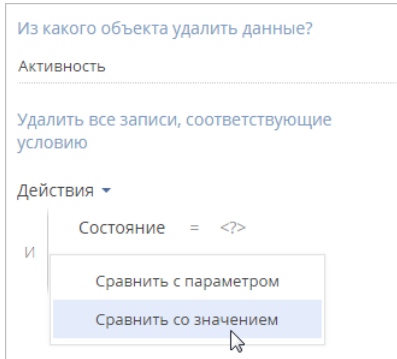 Из какого объекта удалить данные?
Активность
Удалить все записи, соответствующие
условию
Действия
Состояние = <?>
И
Сравнить с параметром
Сравнить со значением